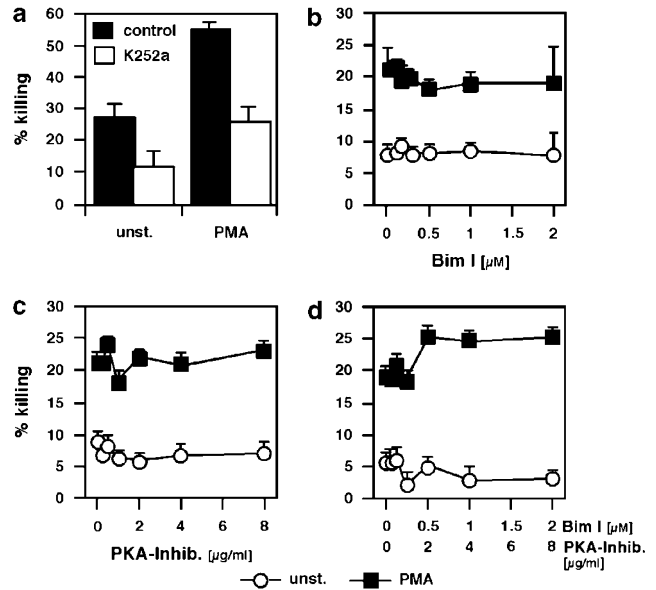 a
control
K252a
% killing
60
50
40
30
20
10
0
unst. PMA
b
30
25
20
15
10
5
0
0 0.5 1 1.5 2
Bim I [µM]
c
% killing
30
25
20
15
10
5
0
0 2 4 6 8
PKA-Inhib. [µg/ml]
d
30
25
20
15
10
5
0
0 0.5 1 1.5 2 Bim I [µM]
0 2 4 6 8 PKA-Inhib.
[µg/ml]
unst. PMA